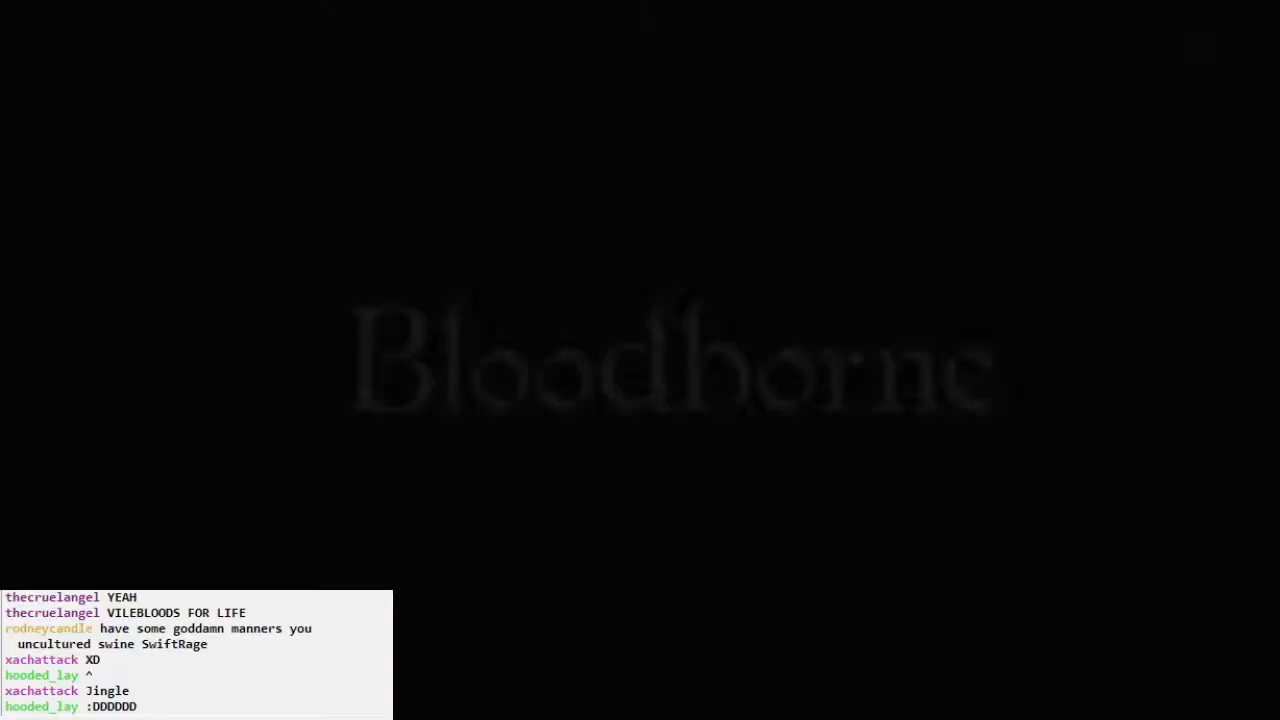 Bloodborne
thecruelangel YEAH
thecruelangel VILEBLOODS FOR LIFE
rodneycandle have some goddamn manners you
uncultured swine SwiftRage
xachattack XD
hooded_lay ^
xachattack Jingle
hooded_lay :DDDDDD